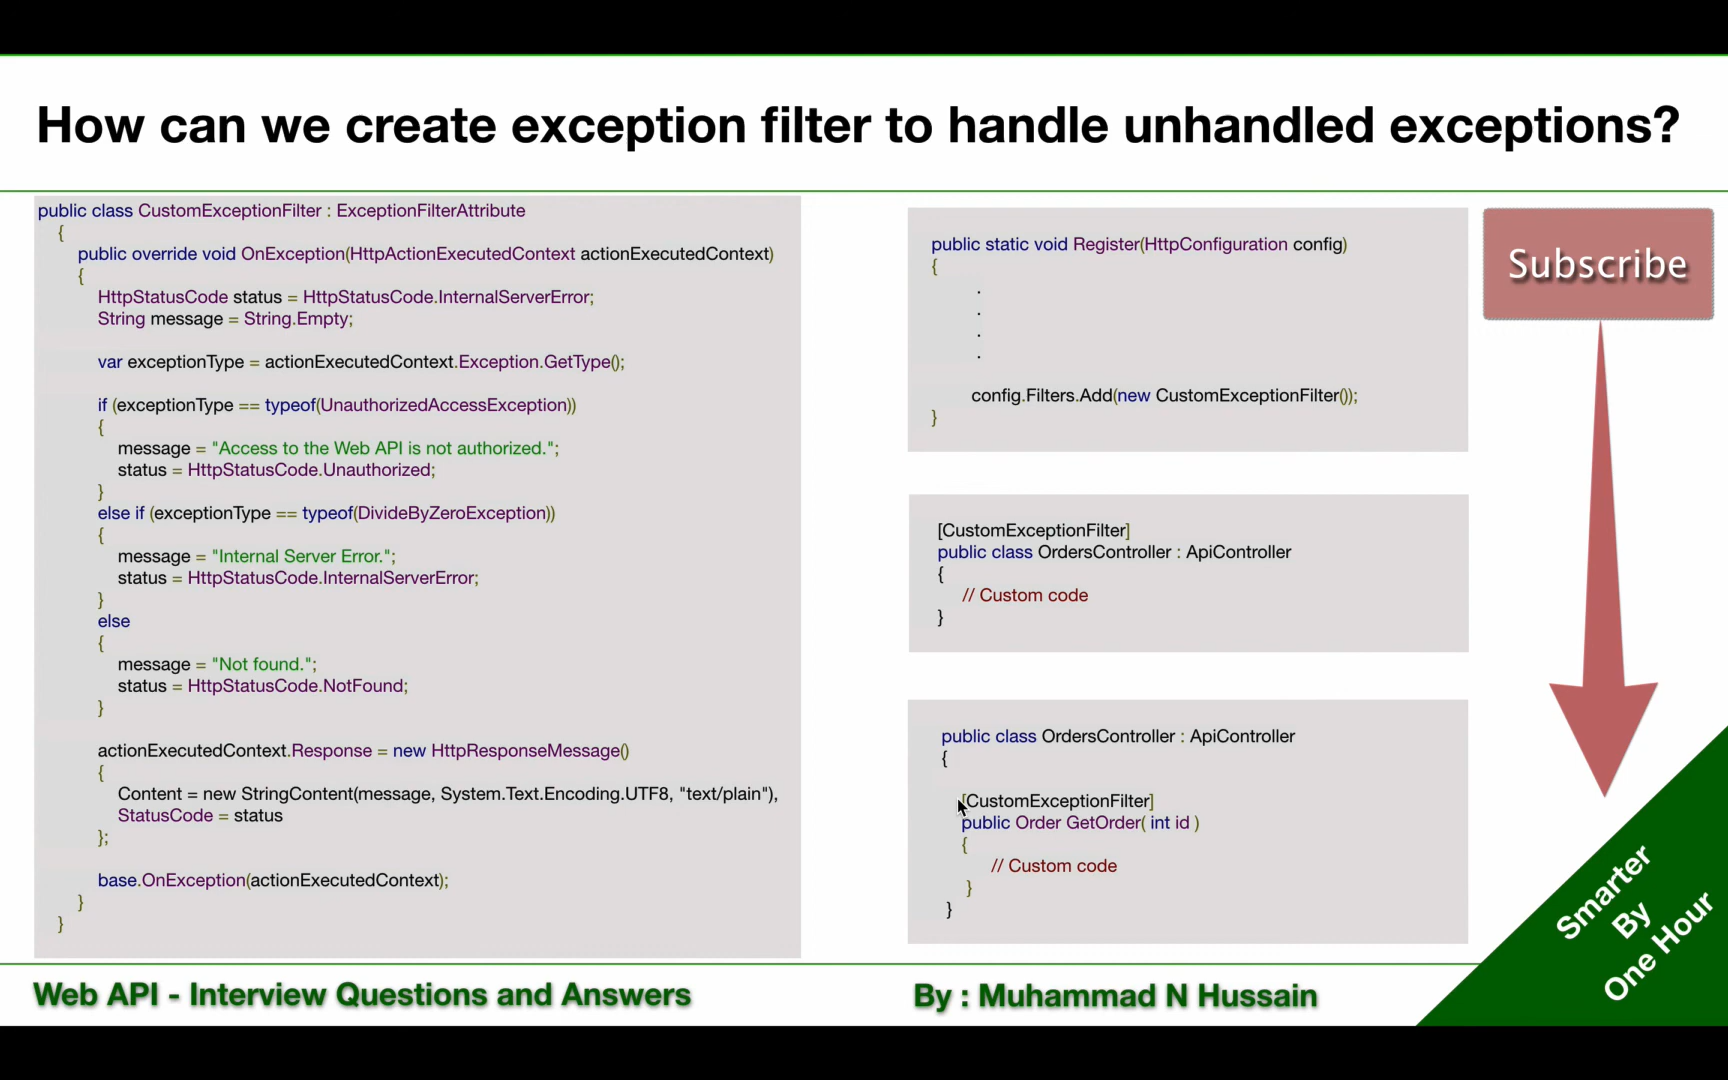 How can we create exception filter to handle unhandled exceptions?
public class CustomExceptionFilter : ExceptionFilterAttribute
{
public override void OnException(HttpActionExecutedContext actionExecutedContext)
{
HttpStatusCode status = HttpStatusCode.InternalServerError;
String message = String.Empty;
var exceptionType = actionExecutedContext.Exception.GetType();
if (exceptionType == typeof(UnauthorizedAccessException))
{
message = "Access to the Web API is not authorized.";
status = HttpStatusCode.Unauthorized;
}
else if (exceptionType == typeof(DivideByZeroException))
{
message = "Internal Server Error.";
status = HttpStatusCode.InternalServerError;
}
else
{
message = "Not found.";
status = HttpStatusCode.NotFound;
}
actionExecutedContext.Response = new HttpResponseMessage()
{
Content = new StringContent(message, System.Text.Encoding.UTF8, "text/plain"),
StatusCode = status
};
base.OnException(actionExecutedContext);
}
}
public static void Register(HttpConfiguration config)
{
.
.
.
.
config.Filters.Add(new CustomExceptionFilter());
}
[CustomExceptionFilter]
public class OrdersController : ApiController
{
// Custom code
}
public class OrdersController : ApiController
{
[CustomExceptionFilter]
public Order GetOrder( int id )
{
// Custom code
}
}
Subscribe
Smarter
By
One Hour
Web API - Interview Questions and Answers
By : Muhammad N Hussain